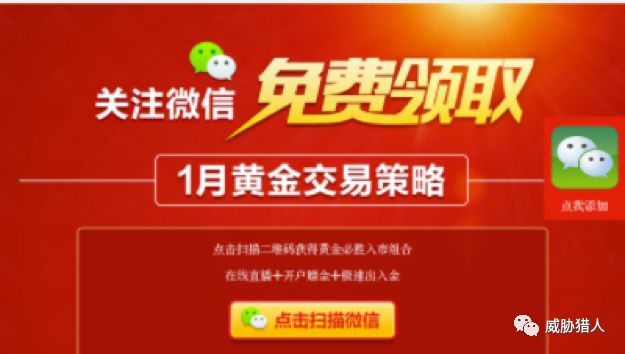 关注微信 免费领取
1月黄金交易策略
点我添加
点击扫描二维码获得黄金必胜入市组合
在线直播+开户赠金+极速出入金
点击扫描微信
威胁猎人